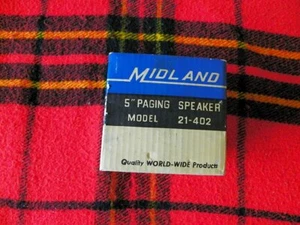 MIDLAND
5" PAGING SPEAKER
MODEL 21-402
Quality WORLD-WIDE Products